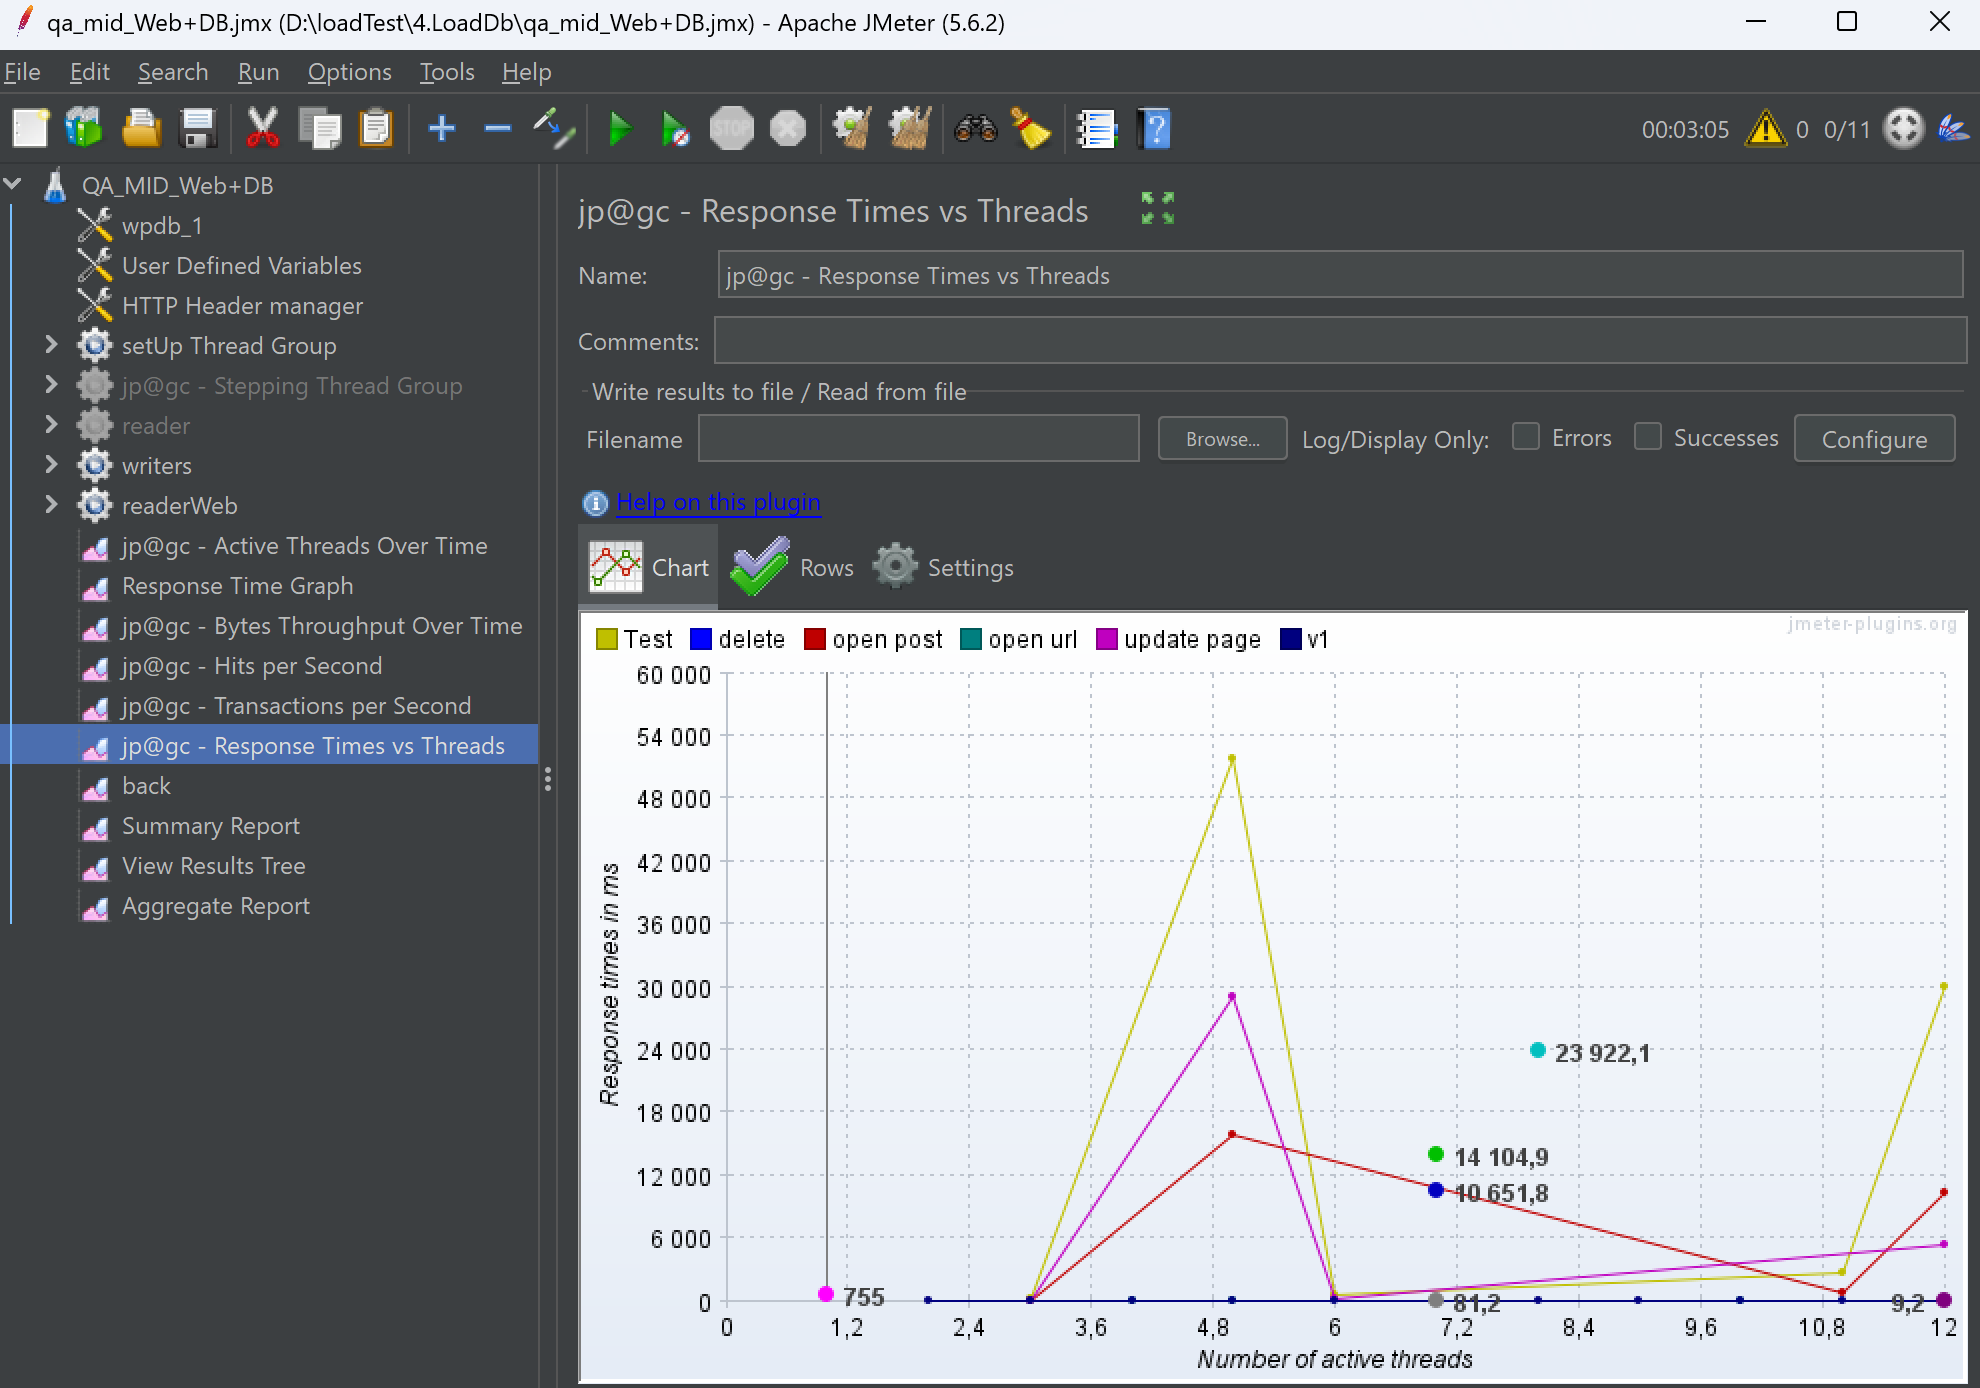 qa_mid_Web+DB.jmx (D:\loadTest\4.LoadDb\qa_mid_Web+DB.jmx) - Apache JMeter (5.6.2)
File Edit Search Run Options Tools Help
STOP
?
00:03:05 0 0/11
QA_MID_Web+DB
wpdb_1
User Defined Variables
HTTP Header manager
setUp Thread Group
jp@gc - Stepping Thread Group
reader
writers
readerWeb
jp@gc - Active Threads Over Time
Response Time Graph
jp@gc - Bytes Throughput Over Time
jp@gc - Hits per Second
jp@gc - Transactions per Second
jp@gc - Response Times vs Threads
back
Summary Report
View Results Tree
Aggregate Report
jp@gc - Response Times vs Threads
Name: jp@gc - Response Times vs Threads
Comments:
Write results to file / Read from file
Filename Browse... Log/Display Only: Errors Successes Configure
Help on this plugin
Chart Rows Settings
Test delete open post open url update page v1
jmeter-plugins.org
60 000
54 000
48 000
42 000
36 000
30 000
24 000
18 000
12 000
6 000
0
Response times in ms
23 922,1
14 104,9
10 651,8
755
81,2
9,2
0 1,2 2,4 3,6 4,8 6 7,2 8,4 9,6 10,8 12
Number of active threads